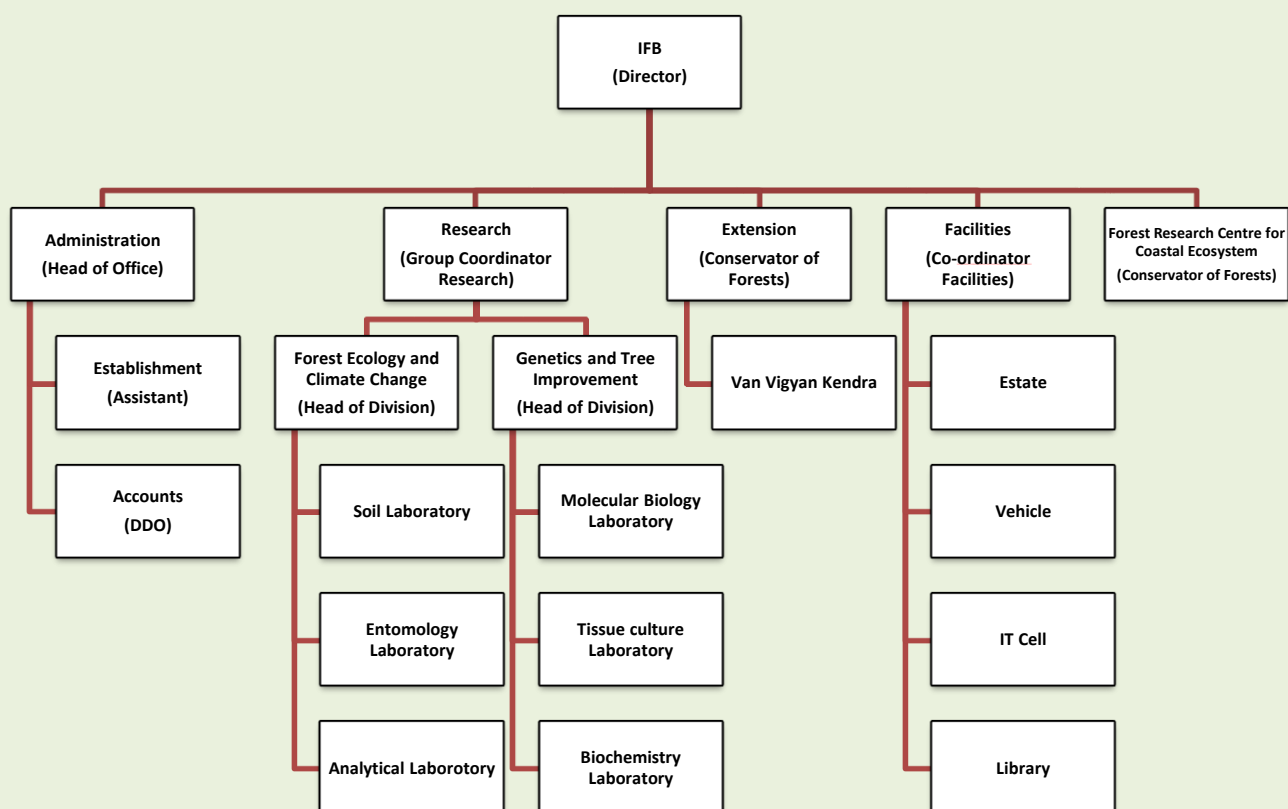 IFB
(Director)
Administration
(Head of Office)
Research
(Group Coordinator
Research)
Extension
(Conservator of
Forests)
Facilities
(Co-ordinator
Facilities)
Forest Research Centre for
Coastal Ecosystem
(Conservator of Forests)
Establishment
(Assistant)
Forest Ecology and
Climate Change
(Head of Division)
Genetics and Tree
Improvement
(Head of Division)
Van Vigyan Kendra
Estate
Accounts
(DDO)
Soil Laboratory
Molecular Biology
Laboratory
Vehicle
Entomology
Laboratory
Tissue culture
Laboratory
IT Cell
Analytical Laborotory
Biochemistry
Laboratory
Library